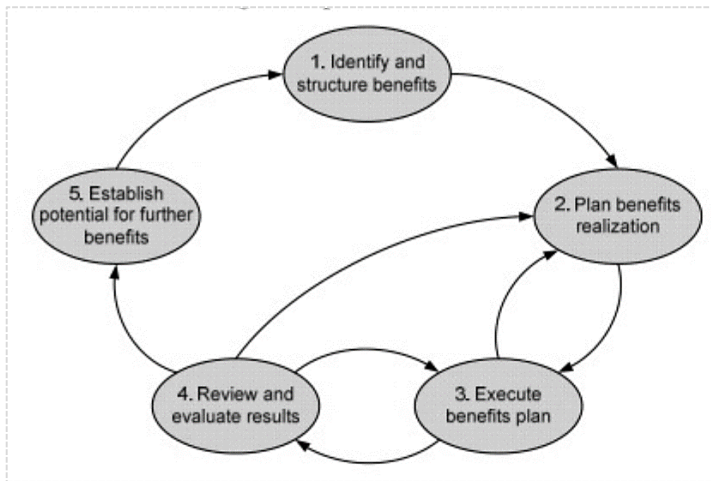 1. Identify and
structure benefits
2. Plan benefits
realization
3. Execute
benefits plan
4. Review and
evaluate results
5. Establish
potential for further
benefits